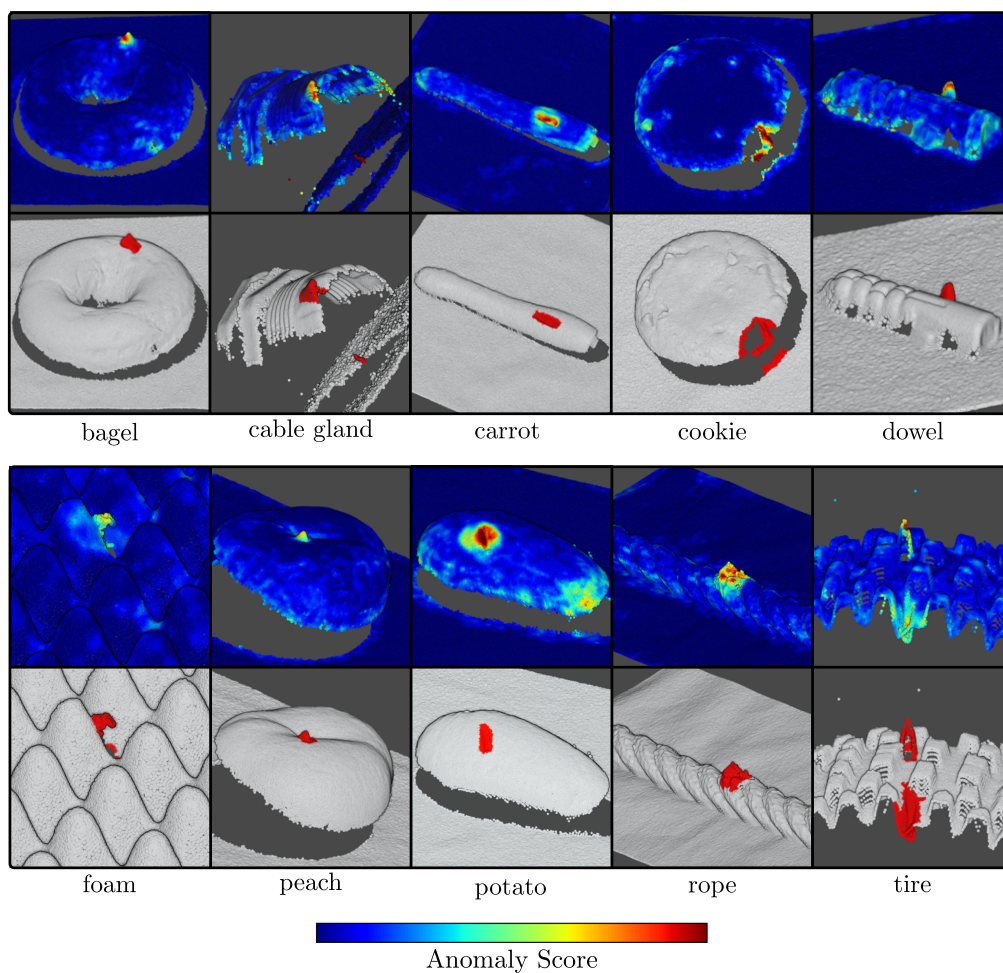 bagel cable gland carrot cookie dowel
foam peach potato rope tire
Anomaly Score